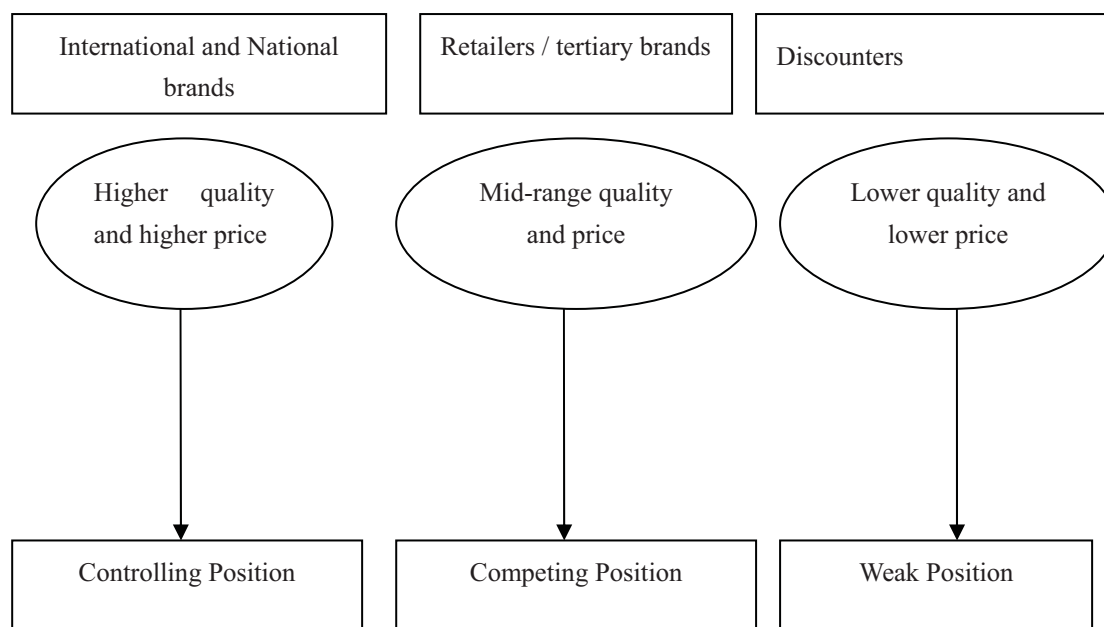 International and National
brands
Retailers / tertiary brands
Discounters
Higher quality
and higher price
Mid-range quality
and price
Lower quality and
lower price
Controlling Position
Competing Position
Weak Position